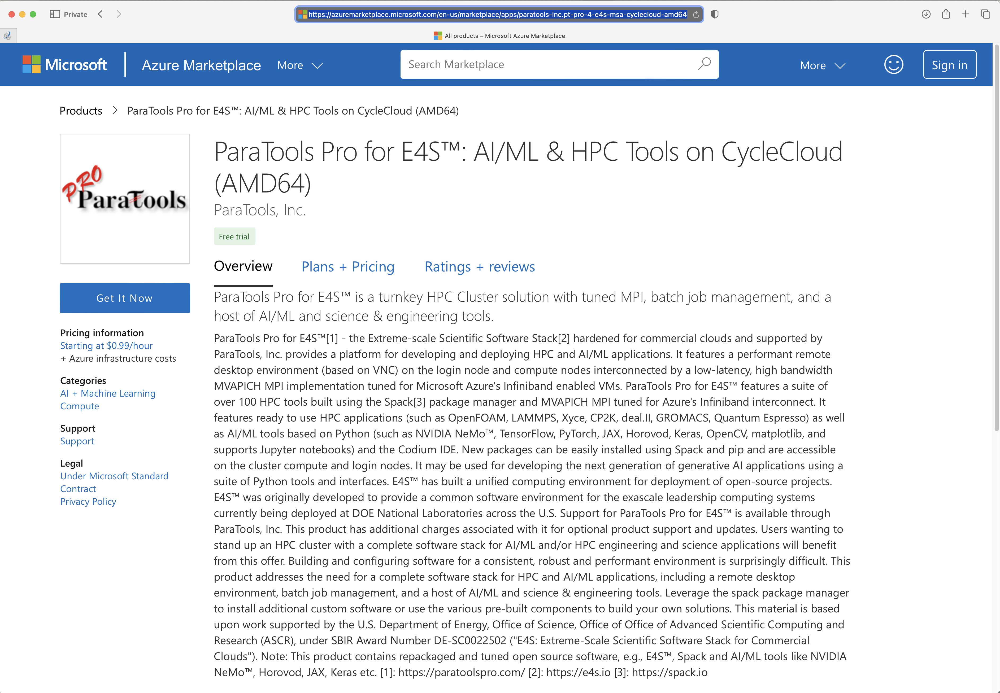 Private
https://azuremarketplace.microsoft.com/en-us/marketplace/apps/paratools-inc.pt-pro-4-e4s-msa-cyclecloud-amd64
All products – Microsoft Azure Marketplace
Microsoft
Azure Marketplace
More
Search Marketplace
More
Sign in
Products > ParaTools Pro for E4S™: AI/ML & HPC Tools on CycleCloud (AMD64)
PRO
ParaTools
ParaTools Pro for E4S™: AI/ML & HPC Tools on CycleCloud
(AMD64)
ParaTools, Inc.
Free trial
Overview
Plans + Pricing
Ratings + reviews
Get It Now
Pricing information
Starting at $0.99/hour
+ Azure infrastructure costs
Categories
AI + Machine Learning
Compute
Support
Support
Legal
Under Microsoft Standard
Contract
Privacy Policy
ParaTools Pro for E4S™ is a turnkey HPC Cluster solution with tuned MPI, batch job management, and a
host of AI/ML and science & engineering tools.
ParaTools Pro for E4S™[1] - the Extreme-scale Scientific Software Stack[2] hardened for commercial clouds and supported by
ParaTools, Inc. provides a platform for developing and deploying HPC and AI/ML applications. It features a performant remote
desktop environment (based on VNC) on the login node and compute nodes interconnected by a low-latency, high bandwidth
MVAPICH MPI implementation tuned for Microsoft Azure's Infiniband enabled VMs. ParaTools Pro for E4S™ features a suite of
over 100 HPC tools built using the Spack[3] package manager and MVAPICH MPI tuned for Azure's Infiniband interconnect. It
features ready to use HPC applications (such as OpenFOAM, LAMMPS, Xyce, CP2K, deal.II, GROMACS, Quantum Espresso) as well
as AI/ML tools based on Python (such as NVIDIA NeMo™, TensorFlow, PyTorch, JAX, Horovod, Keras, OpenCV, matplotlib, and
supports Jupyter notebooks) and the Codium IDE. New packages can be easily installed using Spack and pip and are accessible
on the cluster compute and login nodes. It may be used for developing the next generation of generative AI applications using a
suite of Python tools and interfaces. E4S™ has built a unified computing environment for deployment of open-source projects.
E4S™ was originally developed to provide a common software environment for the exascale leadership computing systems
currently being deployed at DOE National Laboratories across the U.S. Support for ParaTools Pro for E4S™ is available through
ParaTools, Inc. This product has additional charges associated with it for optional product support and updates. Users wanting to
stand up an HPC cluster with a complete software stack for AI/ML and/or HPC engineering and science applications will benefit
from this offer. Building and configuring software for a consistent, robust and performant environment is surprisingly difficult. This
product addresses the need for a complete software stack for HPC and AI/ML applications, including a remote desktop
environment, batch job management, and a host of AI/ML and science & engineering tools. Leverage the spack package manager
to install additional custom software or use the various pre-built components to build your own solutions. This material is based
upon work supported by the U.S. Department of Energy, Office of Science, Office of Office of Advanced Scientific Computing and
Research (ASCR), under SBIR Award Number DE-SC0022502 ("E4S: Extreme-Scale Scientific Software Stack for Commercial
Clouds"). Note: This product contains repackaged and tuned open source software, e.g., E4S™, Spack and AI/ML tools like NVIDIA
NeMo™, Horovod, JAX, Keras etc. [1]: https://paratoolspro.com/ [2]: https://e4s.io [3]: https://spack.io